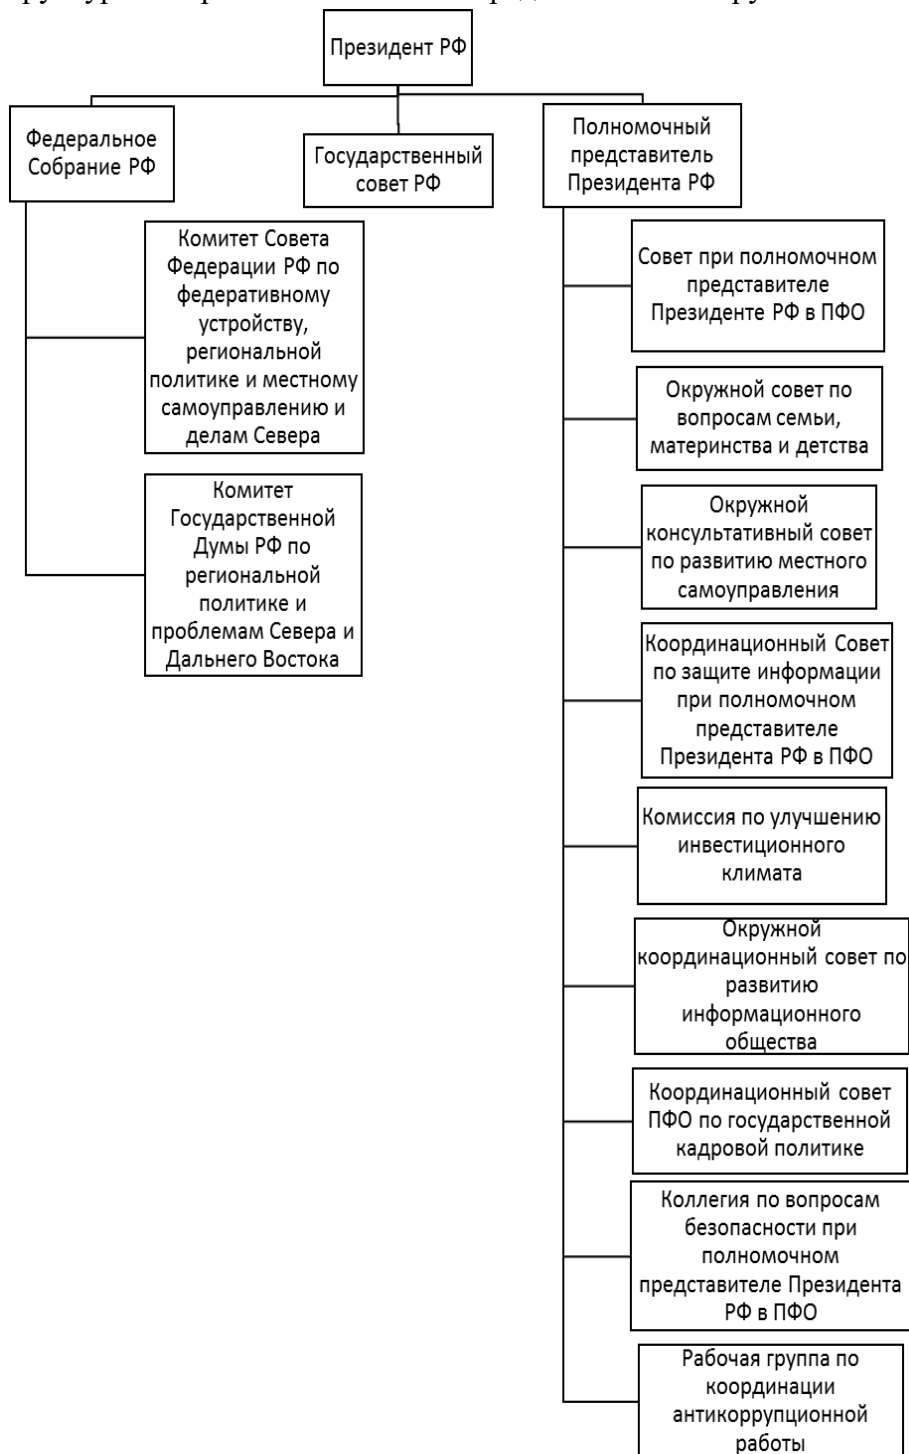 Президент РФ
Федеральное
Собрание РФ
Государственный
совет РФ
Полномочный
представитель
Президента РФ
Комитет Совета
Федерации РФ по
федеративному
устройству,
региональной
политике и местному
самоуправлению и
делам Севера
Комитет
Государственной
Думы РФ по
региональной
политике и
проблемам Севера и
Дальнего Востока
Совет при полномочном
представителе
Президенте РФ в ПФО
Окружной совет по
вопросам семьи,
материнства и детства
Окружной
консультативный совет
по развитию местного
самоуправления
Координационный Совет
по защите информации
при полномочном
представителе
Президента РФ в ПФО
Комиссия по улучшению
инвестиционного
климата
Окружной
координационный совет по
развитию
информационного
общества
Координационный совет
ПФО по государственной
кадровой политике
Коллегия по вопросам
безопасности при
полномочном
представителе Президента
РФ в ПФО
Рабочая группа по
координации
антикоррупционной
работы